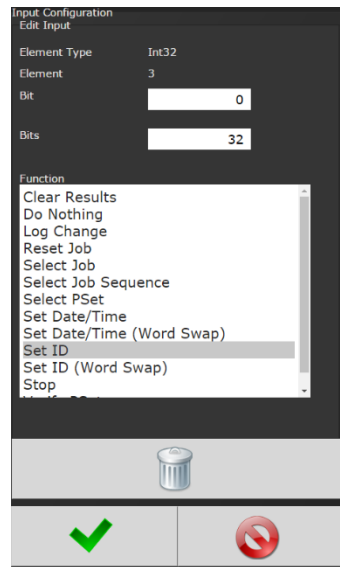 Input Configuration
Edit Input
Element Type Int32
Element 3
Bit 0
Bits 32
Function
Clear Results
Do Nothing
Log Change
Reset Job
Select Job
Select Job Sequence
Select PSet
Set Date/Time
Set Date/Time (Word Swap)
Set ID
Set ID (Word Swap)
Stop